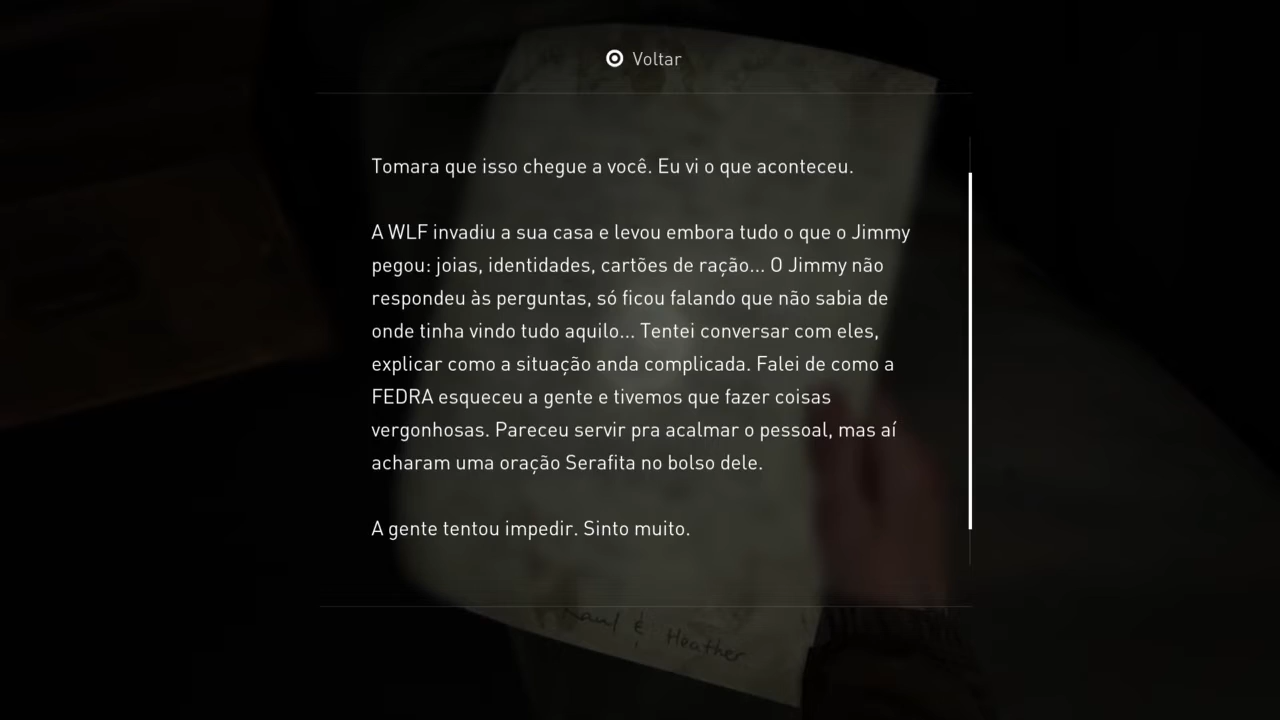 Voltar
Tomara que isso chegue a você. Eu vi o que aconteceu.
A WLF invadiu a sua casa e levou embora tudo o que o Jimmy
pegou: joias, identidades, cartões de ração... O Jimmy não
respondeu às perguntas, só ficou falando que não sabia de
onde tinha vindo tudo aquilo... Tentei conversar com eles,
explicar como a situação anda complicada. Falei de como a
FEDRA esqueceu a gente e tivemos que fazer coisas
vergonhosas. Pareceu servir pra acalmar o pessoal, mas aí
acharam uma oração Serafita no bolso dele.
A gente tentou impedir. Sinto muito.
& Heather